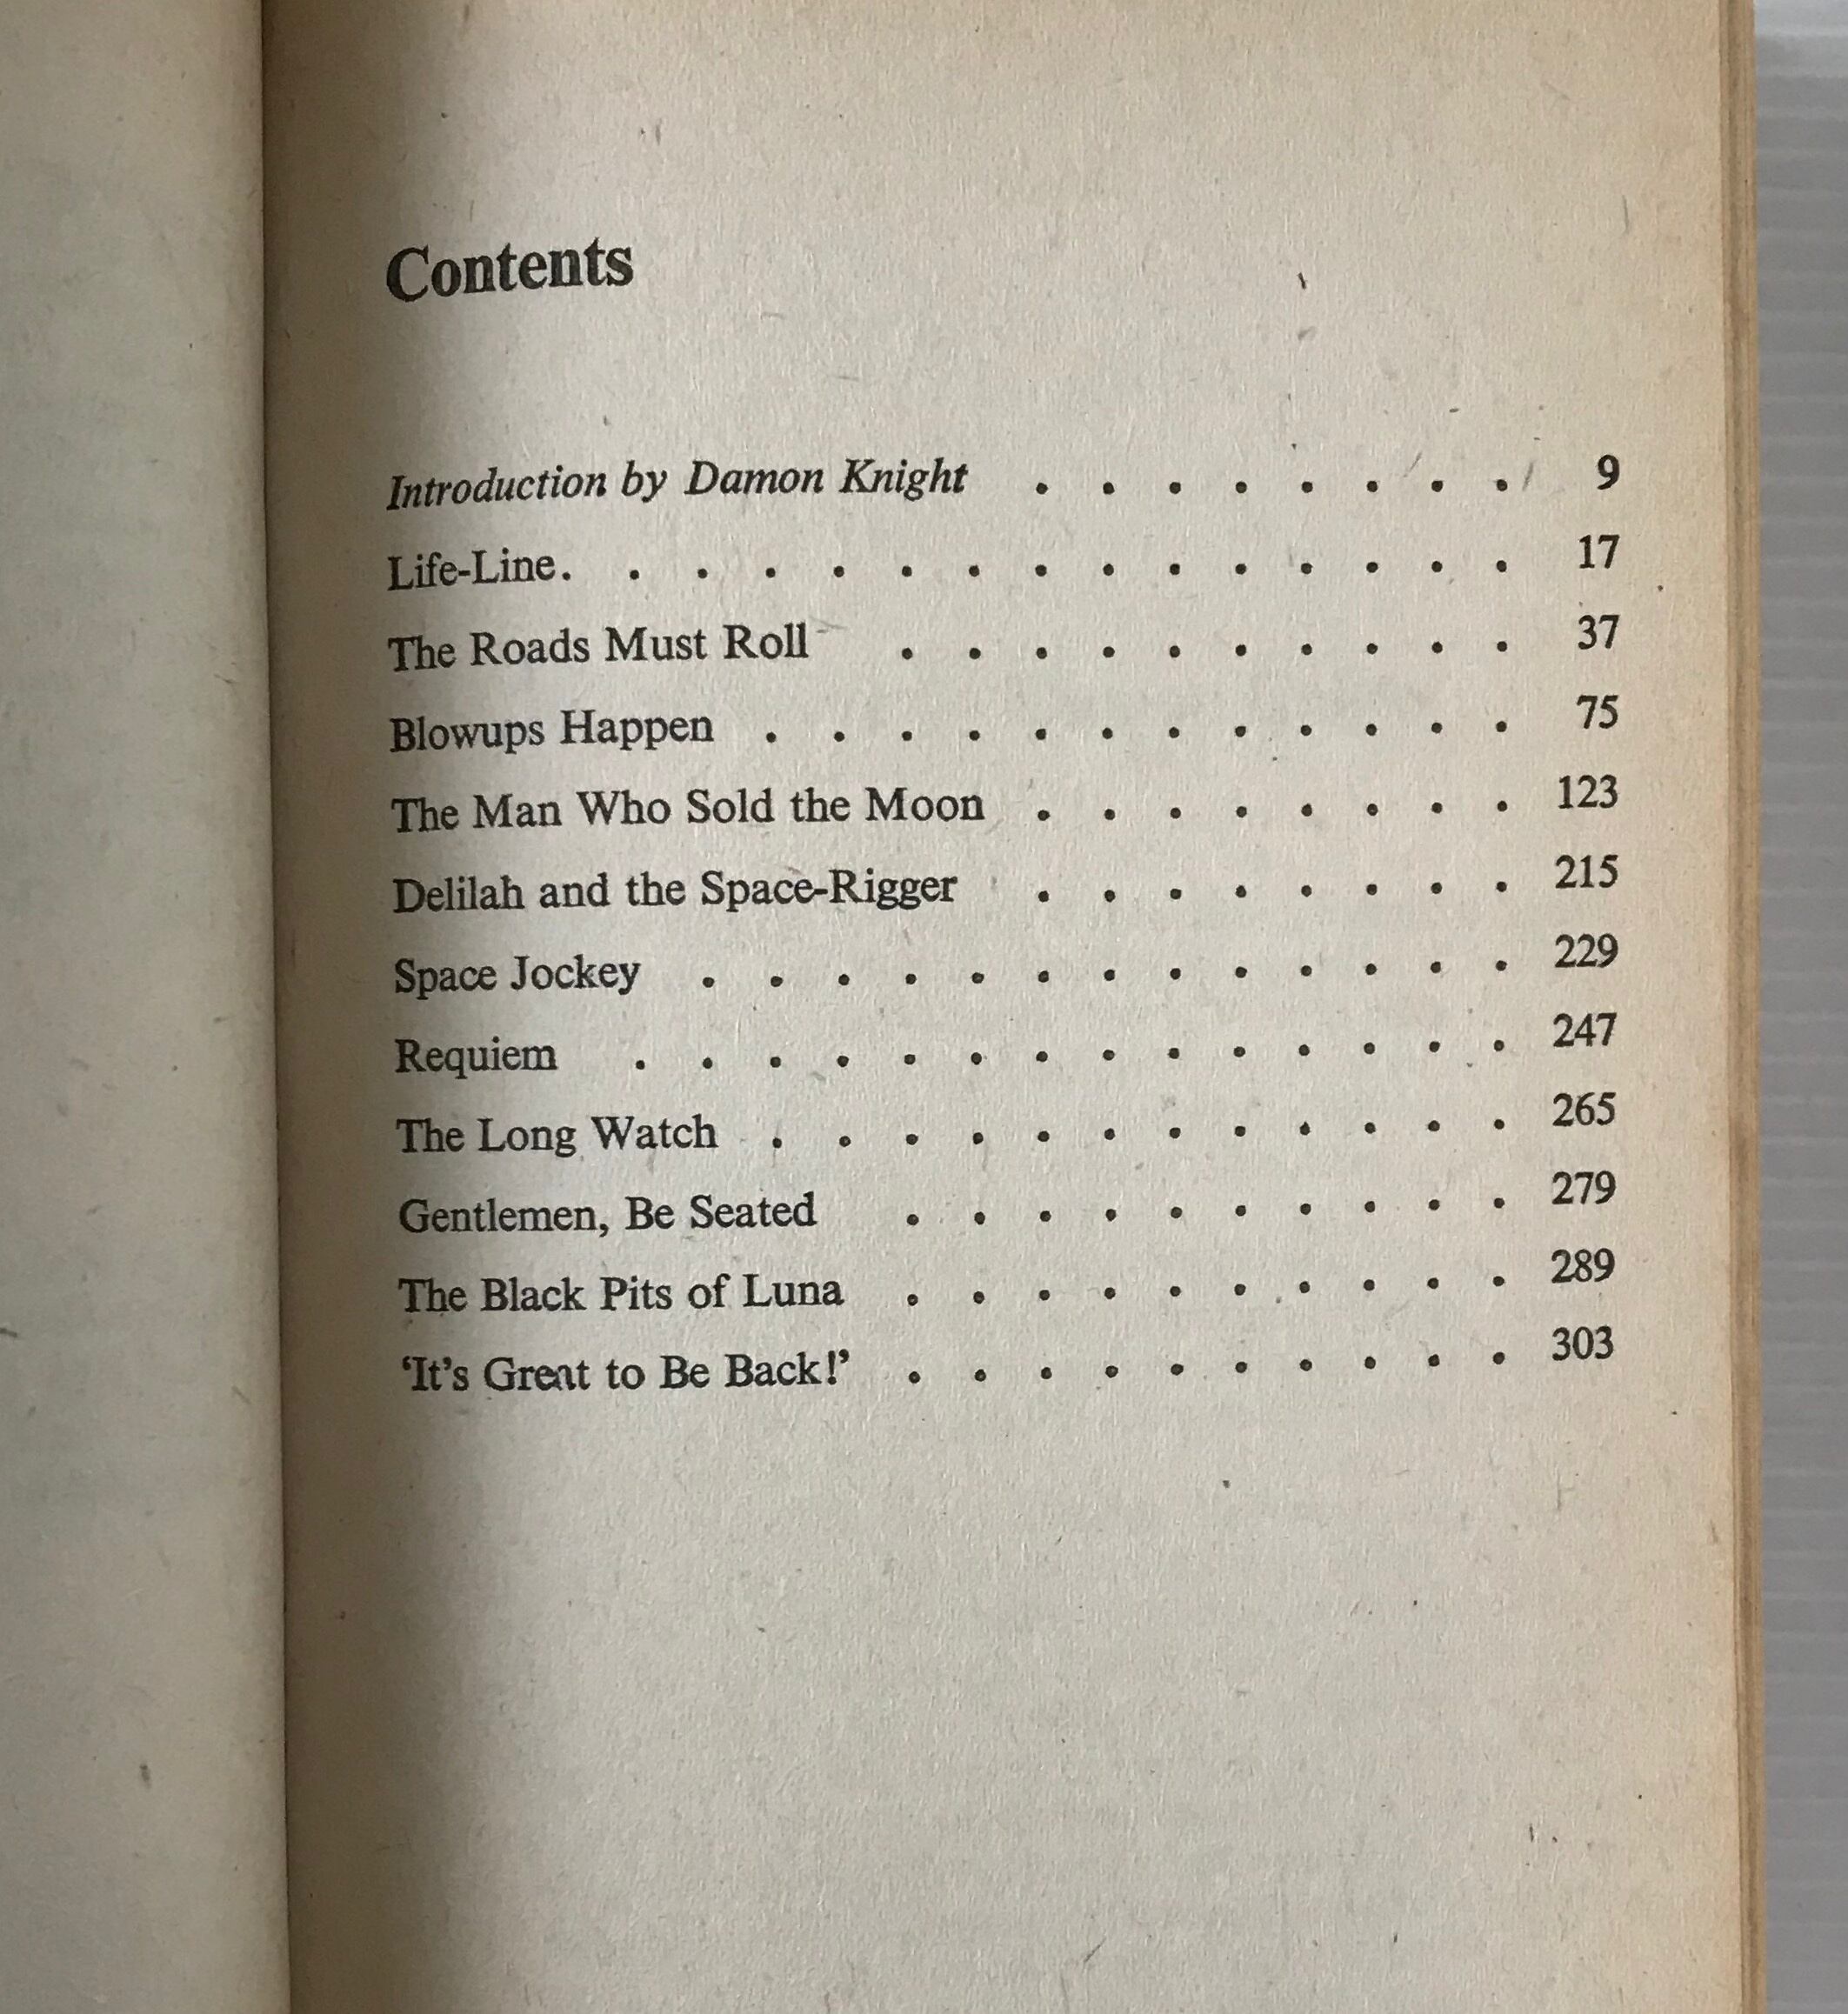 Contents
Introduction by Damon Knight . . . . . . . . 9
Life-Line. . . . . . . . . . . . . . . 17
The Roads Must Roll . . . . . . . . . . 37
Blowups Happen . . . . . . . . . . . . 75
The Man Who Sold the Moon . . . . . . . . 123
Delilah and the Space-Rigger . . . . . . . . 215
Space Jockey . . . . . . . . . . . . . 229
Requiem . . . . . . . . . . . . . . 247
The Long Watch . . . . . . . . . . . . 265
Gentlemen, Be Seated . . . . . . . . . . 279
The Black Pits of Luna . . . . . . . . . . 289
‘It’s Great to Be Back!’ . . . . . . . . . . 303